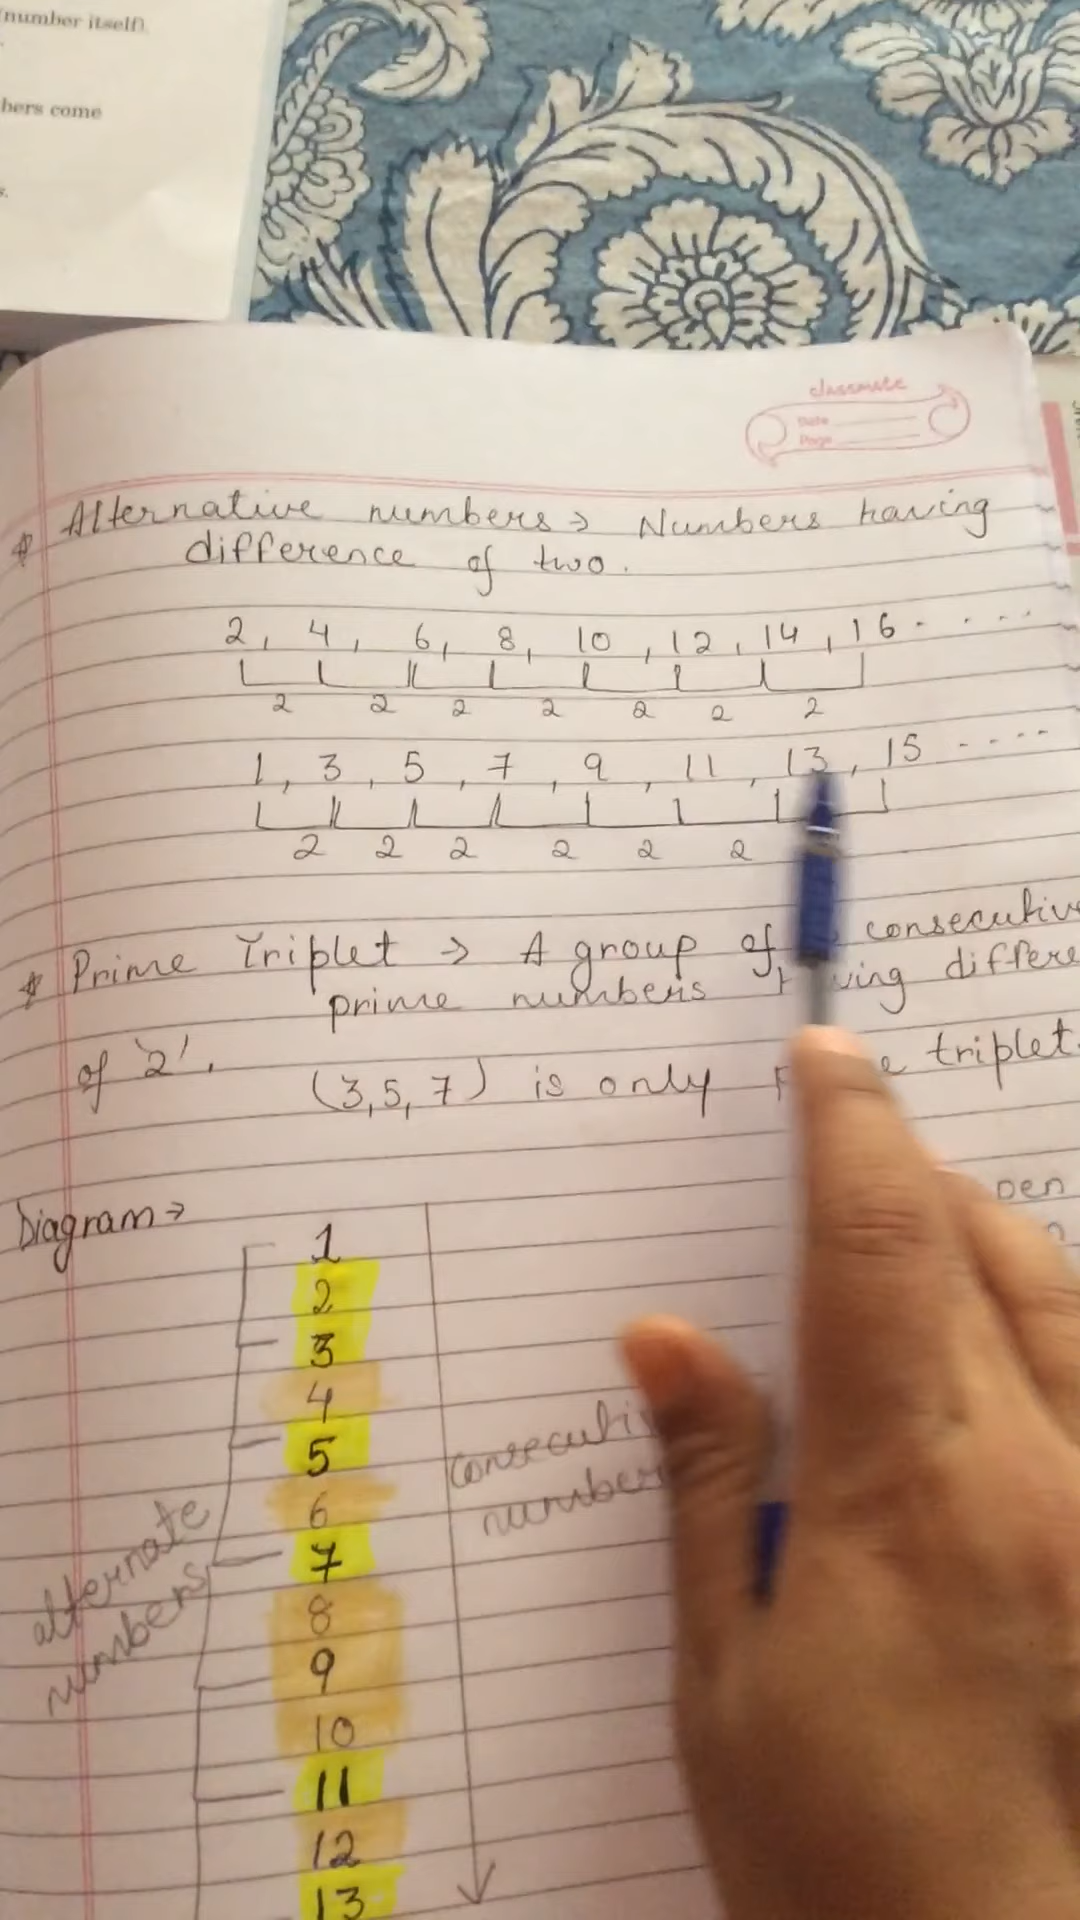 number itself).
bers come
s.
classmate
Date
Page
Alternative numbers → Numbers having
difference of two.
2, 4, 6, 8, 10, 12, 14, 16 - - - -
2 2 2 2 2 2 2
1, 3, 5, 7, 9, 11, 13, 15 - - - -
2 2 2 2 2 2
Prime Triplet → A group of consecutive
prime numbers having differe
of '2'.
(3,5,7) is only triplet.
Diagram →
1
2
3
4
5
6
7
8
9
10
11
12
13
alternate
numbers
consecuti
number